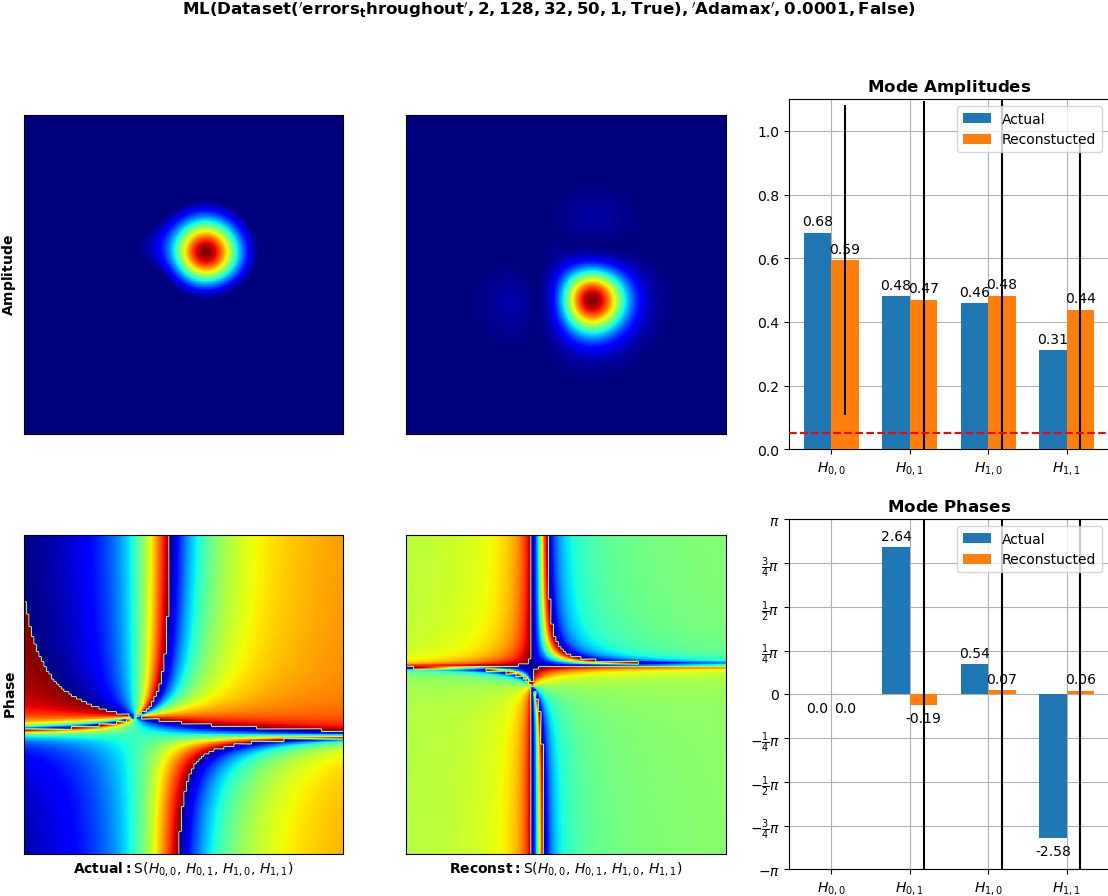 ML(Dataset('errors_throughout', 2, 128, 32, 50, 1, True), 'Adamax', 0.0001, False)
Amplitude
Mode Amplitudes
Actual
Reconstucted
1.0
0.8
0.6
0.4
0.2
0.0
0.68
0.59
0.48
0.47
0.46
0.48
0.31
0.44
H0,0
H0,1
H1,0
H1,1
Phase
Actual: S(H0,0, H0,1, H1,0, H1,1)
Reconst: S(H0,0, H0,1, H1,0, H1,1)
Mode Phases
Actual
Reconstucted
π
3/4π
1/2π
1/4π
0
−1/4π
−1/2π
−3/4π
−π
0.0
0.0
2.64
-0.19
0.54
0.07
-2.58
0.06
H0,0
H0,1
H1,0
H1,1